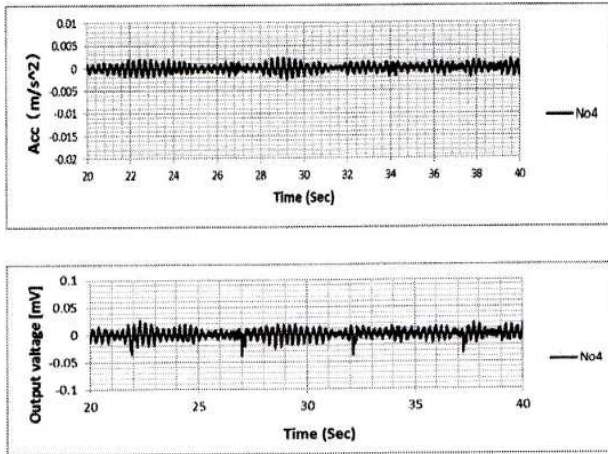 0.01
0.005
0
-0.005
-0.01
-0.015
-0.02
Acc (m/s^2)
20 22 24 26 28 30 32 34 36 38 40
Time (Sec)
No4
0.1
0.05
0
-0.05
-0.1
Output valtage [mV]
20 25 30 35 40
Time (Sec)
No4